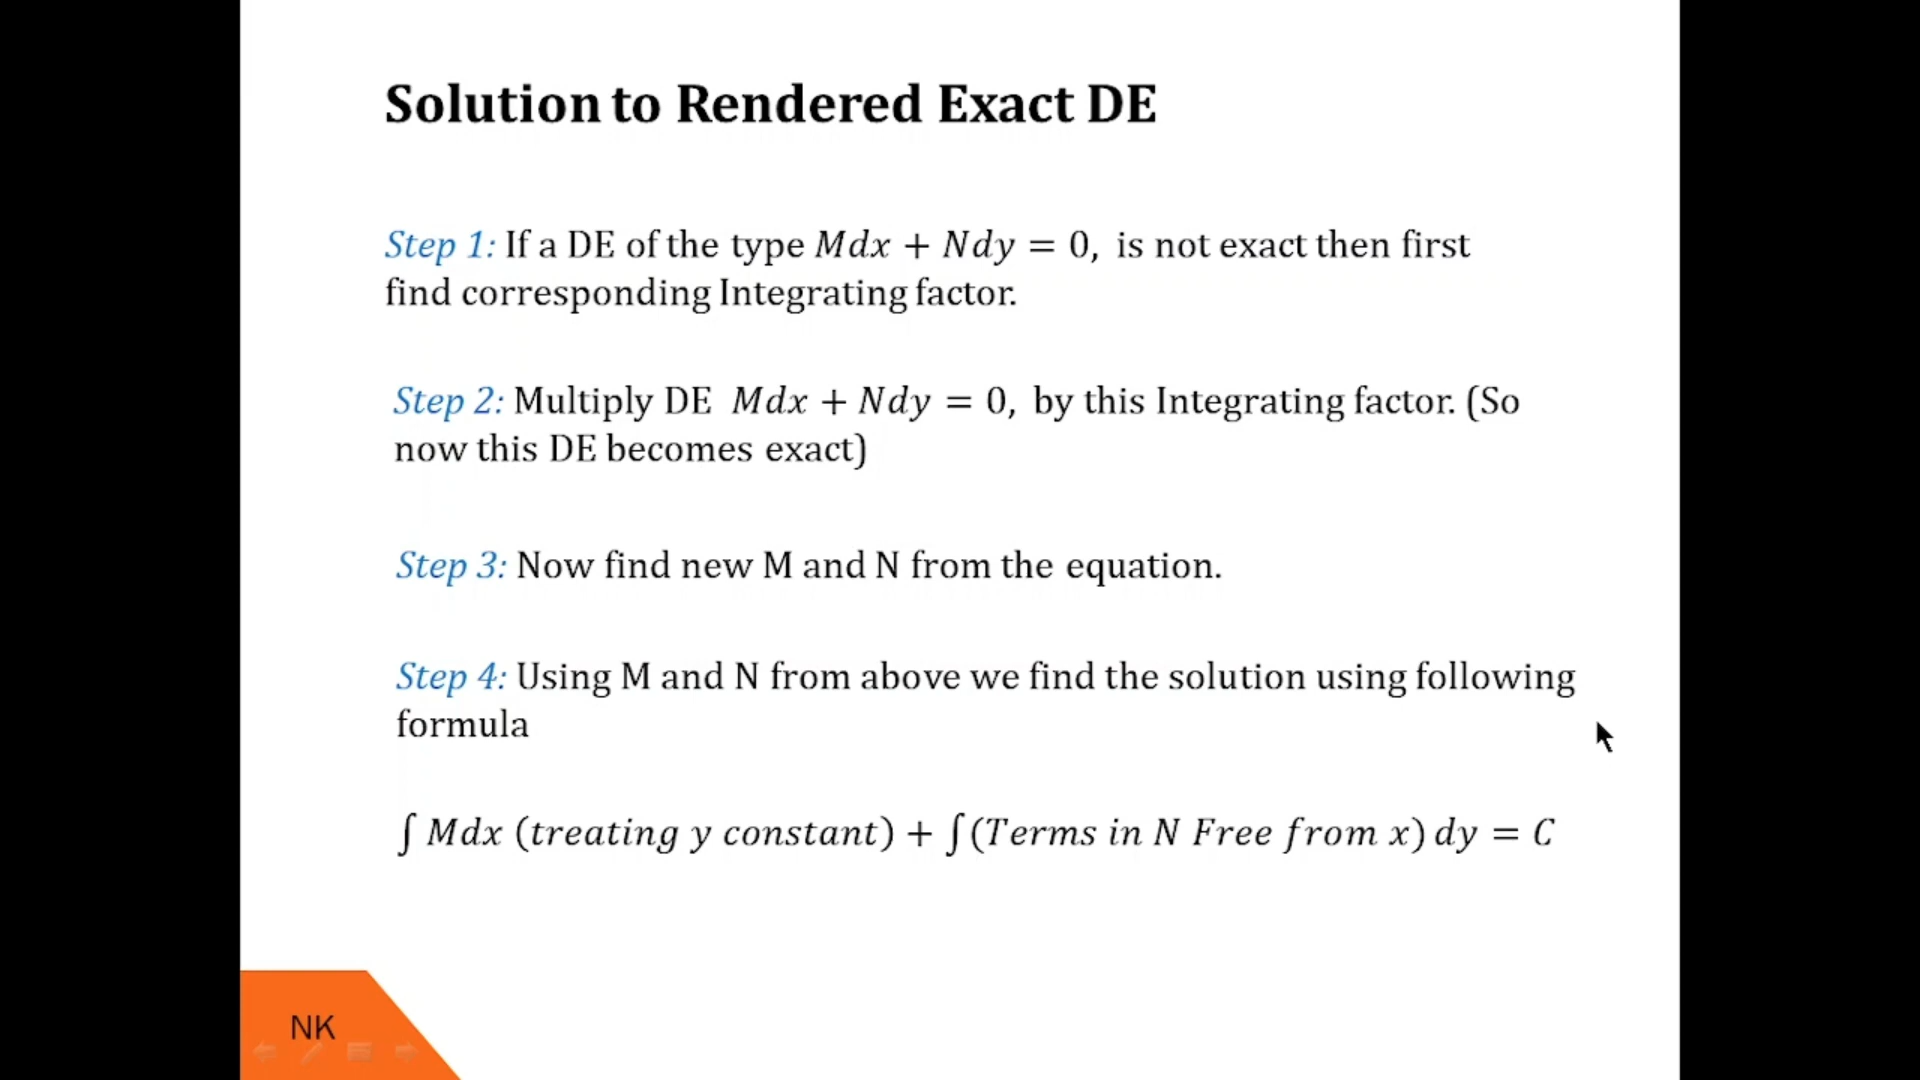 Solution to Rendered Exact DE
Step 1: If a DE of the type Mdx + Ndy = 0, is not exact then first
find corresponding Integrating factor.
Step 2: Multiply DE Mdx + Ndy = 0, by this Integrating factor. (So
now this DE becomes exact)
Step 3: Now find new M and N from the equation.
Step 4: Using M and N from above we find the solution using following
formula
∫ Mdx (treating y constant) + ∫(Terms in N Free from x) dy = C
NK